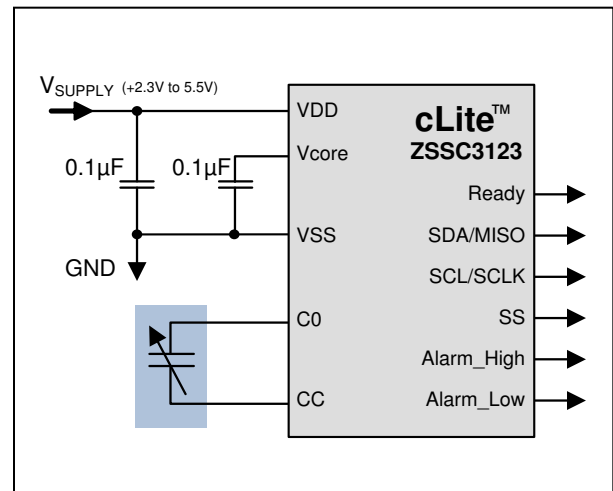 VSUPPLY (+2.3V to 5.5V)
0.1µF
0.1µF
GND
VDD
Vcore
VSS
C0
CC
cLite™
ZSSC3123
Ready
SDA/MISO
SCL/SCLK
SS
Alarm_High
Alarm_Low